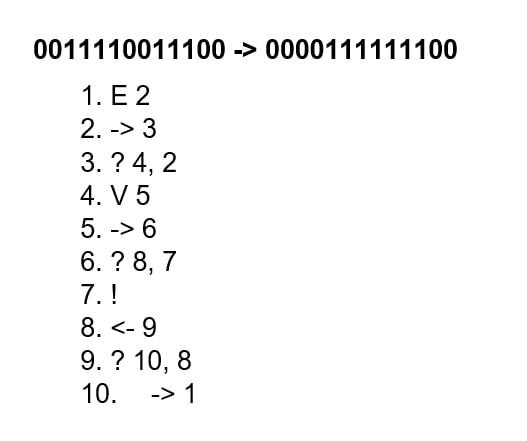 0011110011100 -> 0000111111100
1. E 2
2. -> 3
3. ? 4, 2
4. V 5
5. -> 6
6. ? 8, 7
7. !
8. <- 9
9. ? 10, 8
10. -> 1